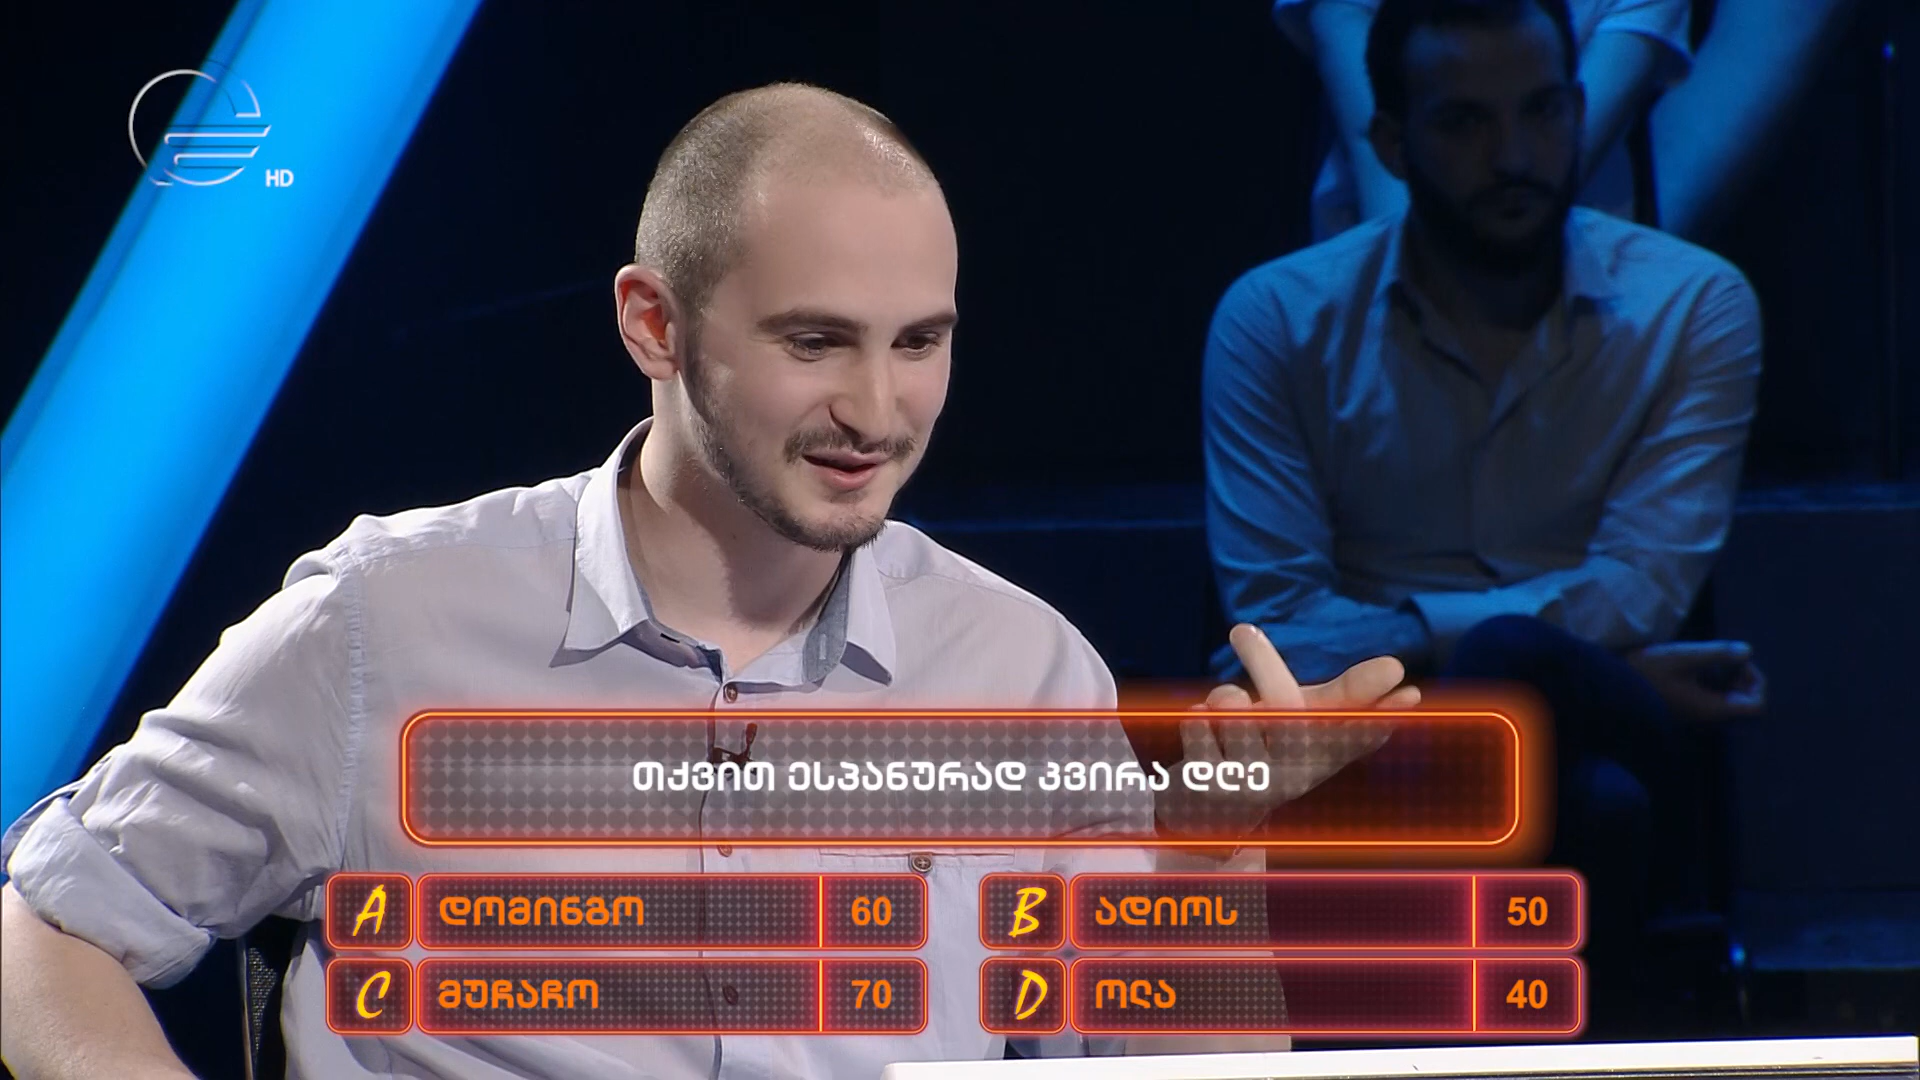 HD
თქვით ესპანურად კვირა დღე
A დომინგო 60
B ადიოს 50
C მუჩაჩო 70
D ოლა 40